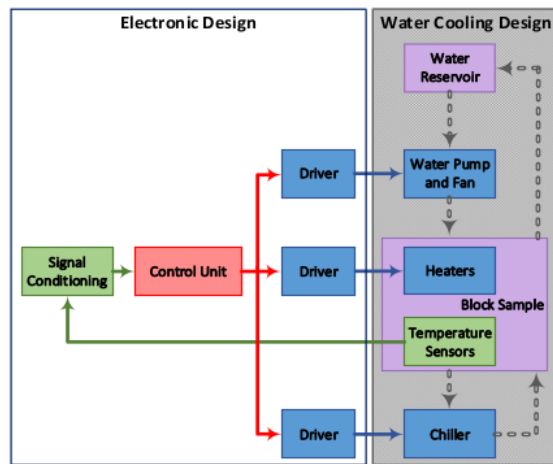 Electronic Design
Water Cooling Design
Water
Reservoir
Driver
Water Pump
and Fan
Signal
Conditioning
Control Unit
Driver
Heaters
Block Sample
Temperature
Sensors
Driver
Chiller